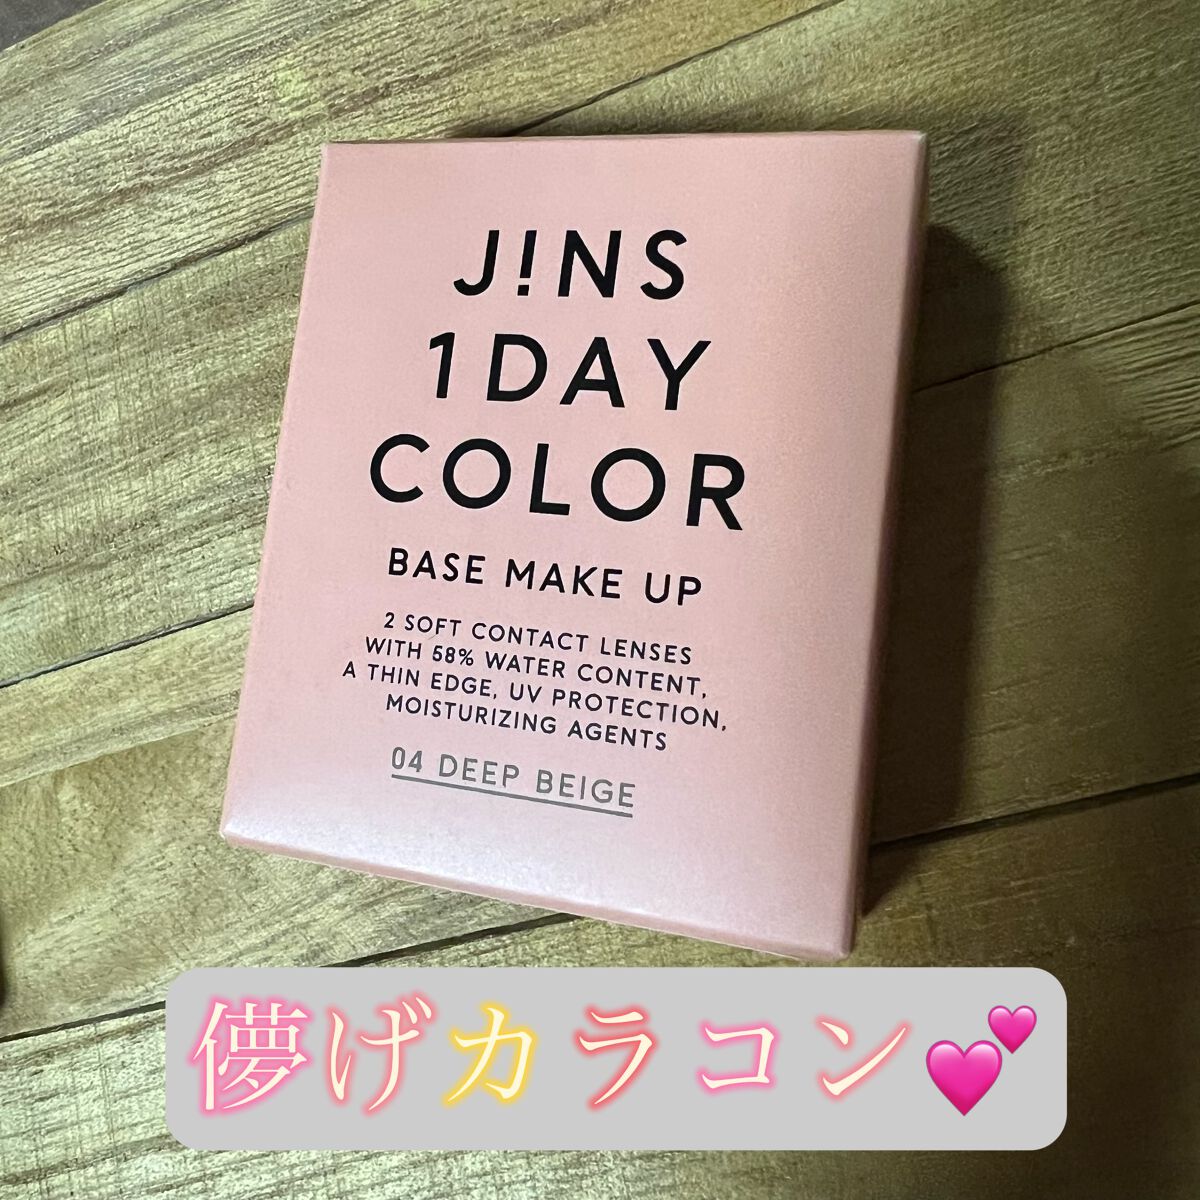 J!NS
1DAY
COLOR
BASE MAKE UP
2 SOFT CONTACT LENSES
WITH 58% WATER CONTENT,
A THIN EDGE, UV PROTECTION,
MOISTURIZING AGENTS
04 DEEP BEIGE
儚げカラコン💕